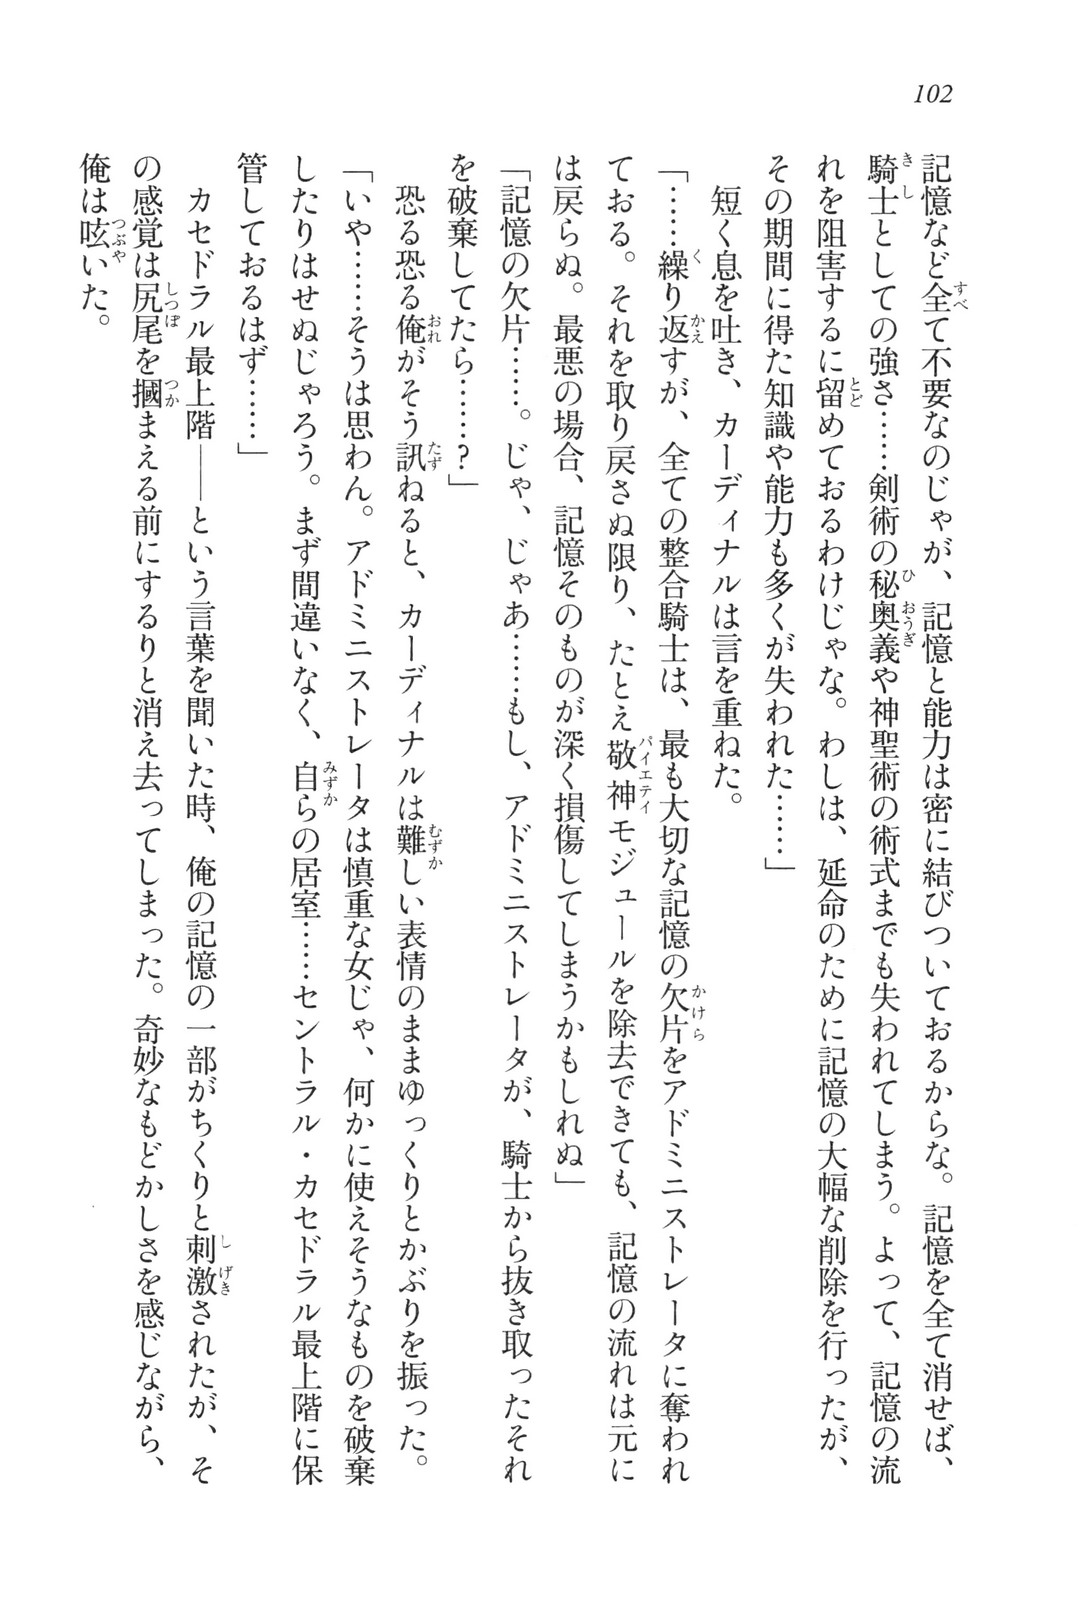 102
記憶など全て不要なのじゃが、記憶と能力は密に結びついておるからな。記憶を全て消せば、
騎士としての強さ……剣術の秘奥義や神聖術の術式までも失われてしまう。よって、記憶の流
れを阻害するに留めておるわけじゃな。わしは、延命のために記憶の大幅な削除を行ったが、
その期間に得た知識や能力も多くが失われた……」
　短く息を吐き、カーディナルは言を重ねた。
「……繰り返すが、全ての整合騎士は、最も大切な記憶の欠片をアドミニストレータに奪われ
ておる。それを取り戻さぬ限り、たとえ敬神モジュールを除去できても、記憶の流れは元に
は戻らぬ。最悪の場合、記憶そのものが深く損傷してしまうかもしれぬ」
「記憶の欠片……。じゃ、じゃあ……もし、アドミニストレータが、騎士から抜き取ったそれ
を破棄してたら……？」
　恐る恐る俺がそう訊ねると、カーディナルは難しい表情のままゆっくりとかぶりを振った。
「いや……そうは思わん。アドミニストレータは慎重な女じゃ、何かに使えそうなものを破棄
したりはせぬじゃろう。まず間違いなく、自らの居室……セントラル・カセドラル最上階に保
管しておるはず……」
　カセドラル最上階――という言葉を聞いた時、俺の記憶の一部がちくりと刺激されたが、そ
の感覚は尻尾を摑まえる前にするりと消え去ってしまった。奇妙なもどかしさを感じながら、
俺は呟いた。